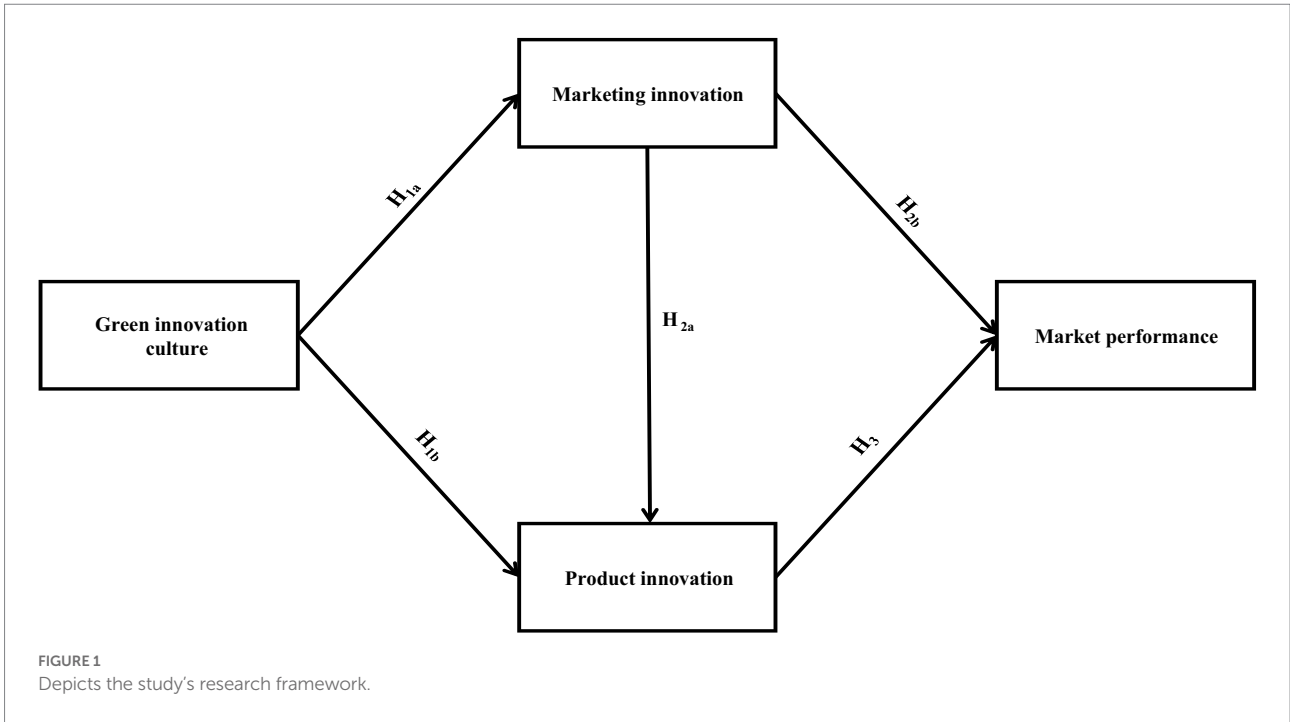 Marketing innovation
H1a
H2b
Green innovation
culture
H2a
Market performance
H1b
H3
Product innovation
FIGURE 1
Depicts the study's research framework.